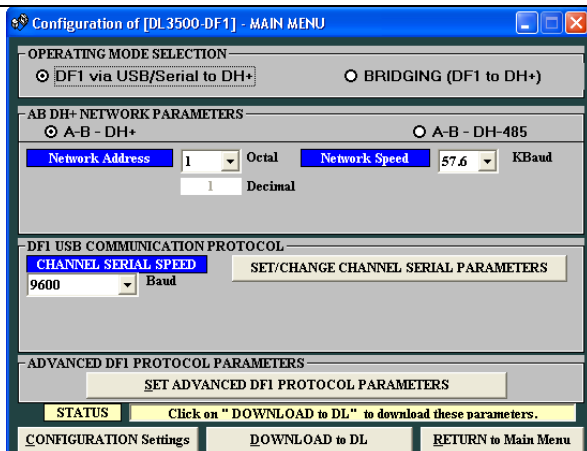 Configuration of [DL3500-DF1] - MAIN MENU
OPERATING MODE SELECTION
DF1 via USB/Serial to DH+ BRIDGING (DF1 to DH+)
AB DH+ NETWORK PARAMETERS
A-B - DH+ A-B - DH-485
Network Address 1 Octal Network Speed 57.6 KBaud
1 Decimal
DF1 USB COMMUNICATION PROTOCOL
CHANNEL SERIAL SPEED SET/CHANGE CHANNEL SERIAL PARAMETERS
9600 Baud
ADVANCED DF1 PROTOCOL PARAMETERS
SET ADVANCED DF1 PROTOCOL PARAMETERS
STATUS Click on " DOWNLOAD to DL" to download these parameters.
CONFIGURATION Settings DOWNLOAD to DL RETURN to Main Menu